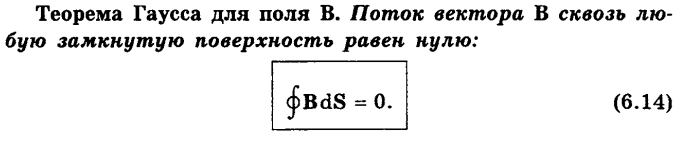 Теорема Гаусса для поля B. Поток вектора B сквозь лю-
бую замкнутую поверхность равен нулю:
∮BdS = 0. (6.14)